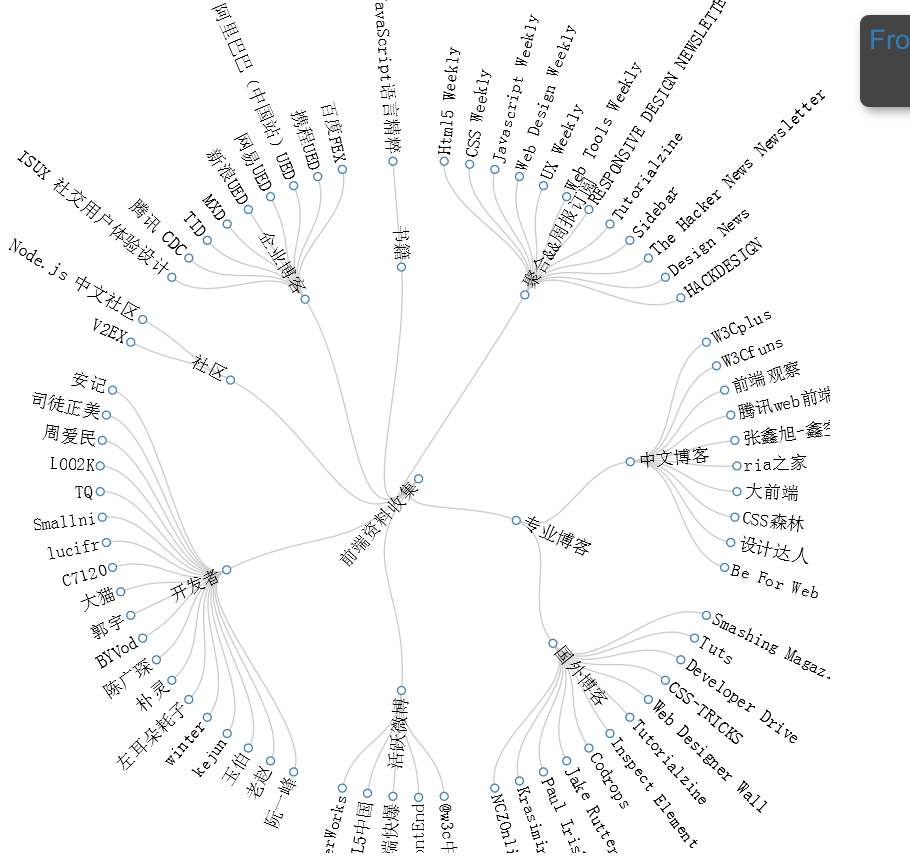 前端资料收集
书籍
JavaScript语言精粹
聚合&&周报订阅
Html5 Weekly
CSS Weekly
Javascript Weekly
Web Design Weekly
UX Weekly
Web Tools Weekly
RESPONSIVE DESIGN NEWSLETTE
Tutorialzine
Sidebar
The Hacker News Newsletter
Design News
HACKDESIGN
Fro
专业博客
中文博客
W3Cplus
W3Cfuns
前端观察
腾讯web前端
张鑫旭-鑫空
ria之家
大前端
CSS森林
设计达人
Be For Web
国外博客
Smashing Magazi
Tuts
Developer Drive
CSS-TRICKS
Web Designer Wall
Tutorialzine
Inspect Element
Codrops
Jake Rutter
Paul Iris
Krasimir
NCZOnli
活跃微博
@w3c中
ontEnd
端快爆
L5中国
erWorks
开发者
阮一峰
老赵
玉伯
kejun
winter
左耳朵耗子
朴灵
陈广琛
BYVod
郭宇
大猫
C7120
lucifr
Smallni
TQ
L002K
周爱民
司徒正美
安记
社区
V2EX
Node.js 中文社区
企业博客
ISUX 社交用户体验设计
腾讯 CDC
TID
MXD
新浪UED
网易UED
阿里巴巴（中国站）UED
携程UED
百度FEX